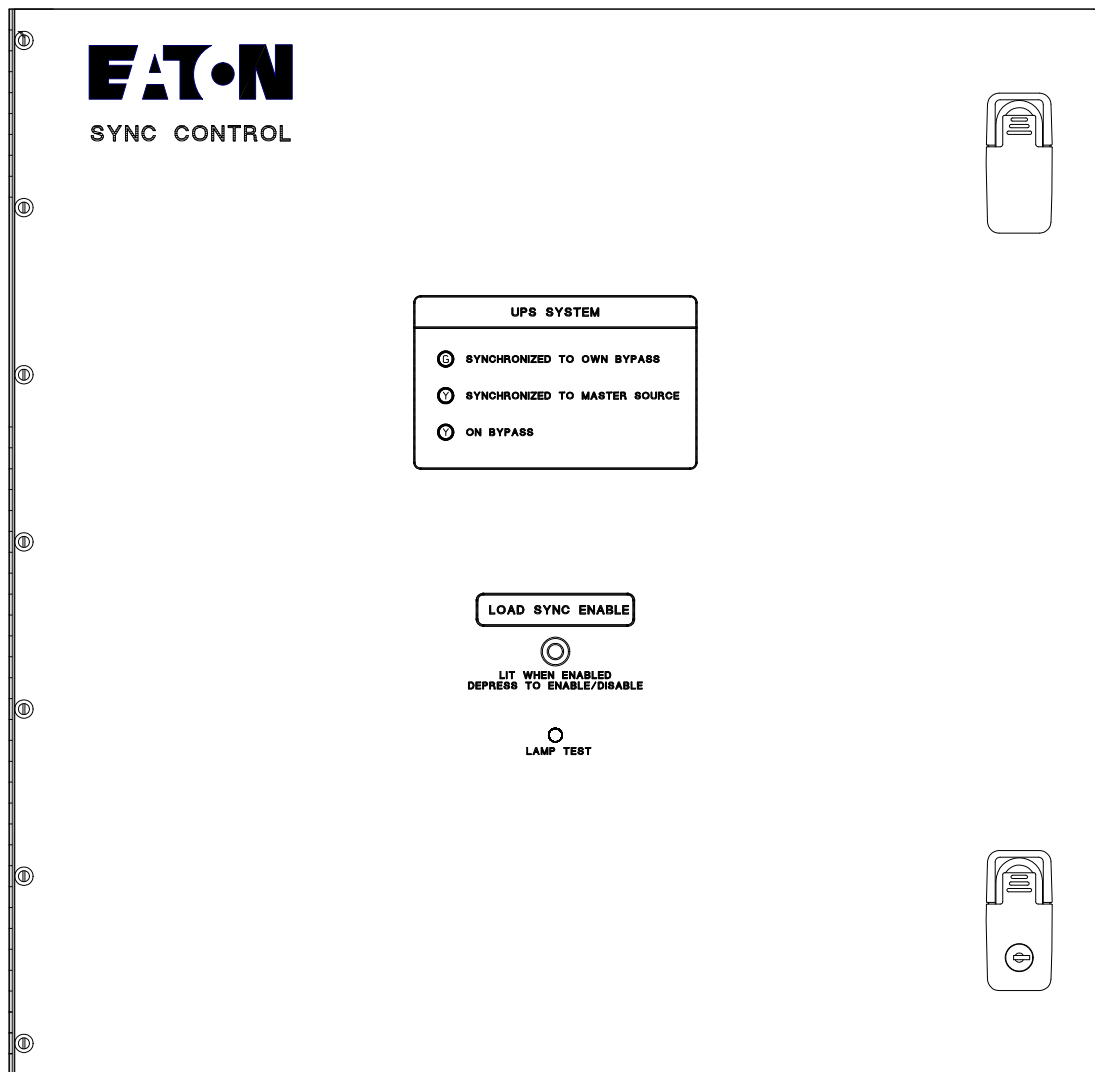 EATON
SYNC CONTROL
UPS SYSTEM
G SYNCHRONIZED TO OWN BYPASS
Y SYNCHRONIZED TO MASTER SOURCE
Y ON BYPASS
LOAD SYNC ENABLE
LIT WHEN ENABLED
DEPRESS TO ENABLE/DISABLE
LAMP TEST